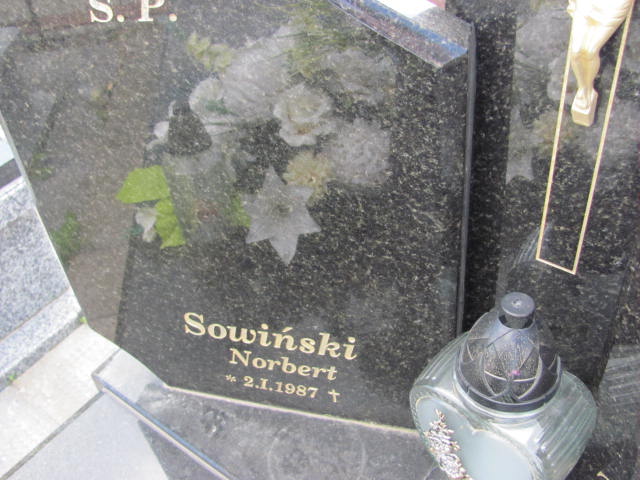 S. P.
Sowiński
Norbert
* 2.I.1987 †